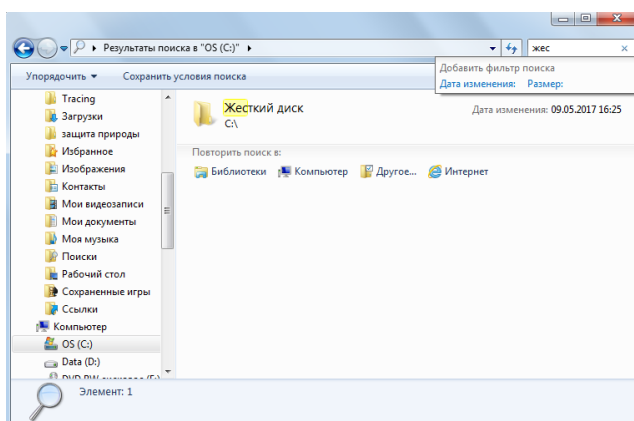 Результаты поиска в "OS (C:)"
жес
Упорядочить
Сохранить условия поиска
Добавить фильтр поиска
Дата изменения: Размер:
Tracing
Загрузки
защита природы
Избранное
Изображения
Контакты
Мои видеозаписи
Мои документы
Моя музыка
Поиски
Рабочий стол
Сохраненные игры
Ссылки
Компьютер
OS (C:)
Data (D:)
Жесткий диск
C:\
Дата изменения: 09.05.2017 16:25
Повторить поиск в:
Библиотеки Компьютер Другое... Интернет
Элемент: 1